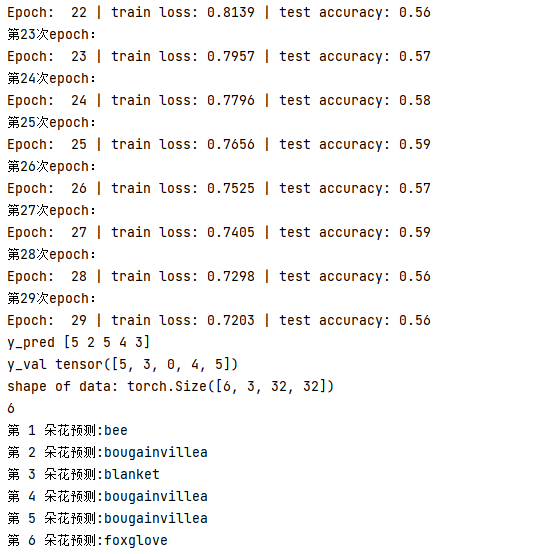 Epoch:  22 | train loss: 0.8139 | test accuracy: 0.56
第23次epoch：
Epoch:  23 | train loss: 0.7957 | test accuracy: 0.57
第24次epoch：
Epoch:  24 | train loss: 0.7796 | test accuracy: 0.58
第25次epoch：
Epoch:  25 | train loss: 0.7656 | test accuracy: 0.59
第26次epoch：
Epoch:  26 | train loss: 0.7525 | test accuracy: 0.57
第27次epoch：
Epoch:  27 | train loss: 0.7405 | test accuracy: 0.59
第28次epoch：
Epoch:  28 | train loss: 0.7298 | test accuracy: 0.56
第29次epoch：
Epoch:  29 | train loss: 0.7203 | test accuracy: 0.56
y_pred [5 2 5 4 3]
y_val tensor([5, 3, 0, 4, 5])
shape of data: torch.Size([6, 3, 32, 32])
6
第 1 朵花预测:bee
第 2 朵花预测:bougainvillea
第 3 朵花预测:blanket
第 4 朵花预测:bougainvillea
第 5 朵花预测:bougainvillea
第 6 朵花预测:foxglove